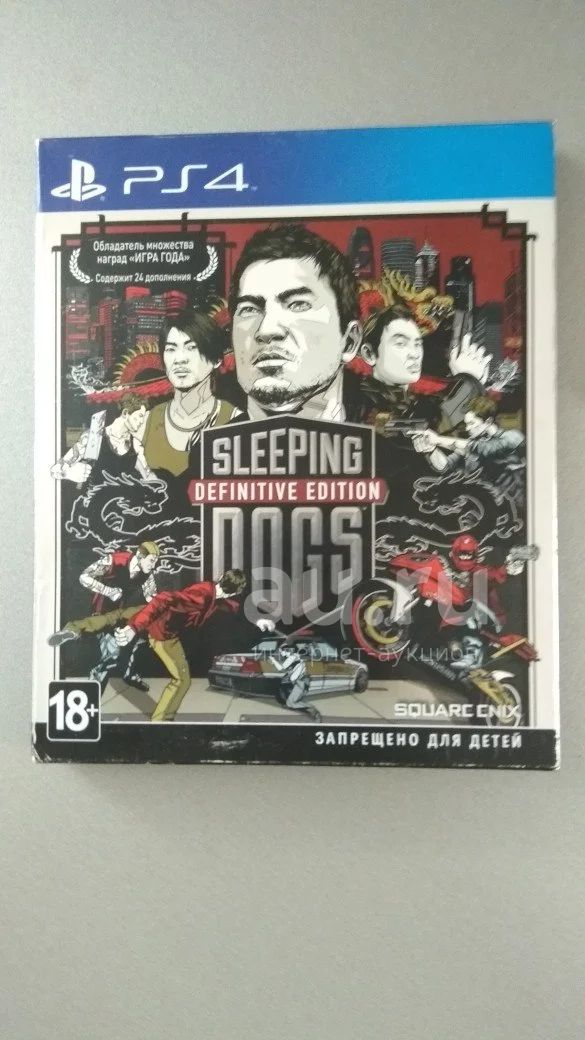 PS4
Обладатель множества
наград «ИГРА ГОДА»
Содержит 24 дополнения
SLEEPING
DEFINITIVE EDITION
DOGS
au.ru
интернет-аукцион
SQUARE ENIX
18+
ЗАПРЕЩЕНО ДЛЯ ДЕТЕЙ